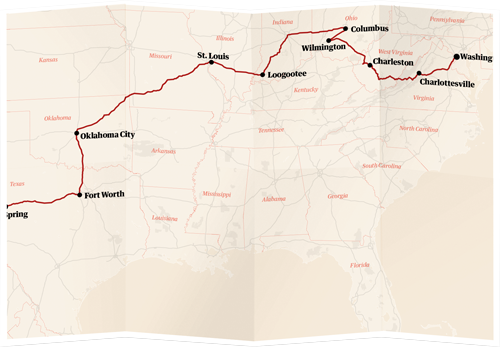 Pennsylvania
Ohio
Indiana
Columbus
Illinois
Wilmington
West Virginia
Washing
Missouri
St. Louis
Kansas
Charleston
Loogootee
Charlottesville
Kentucky
Virginia
Oklahoma
Oklahoma City
Tennessee
North Carolina
Arkansas
South Carolina
Texas
Fort Worth
Mississippi
Alabama
Georgia
Spring
Louisiana
Florida